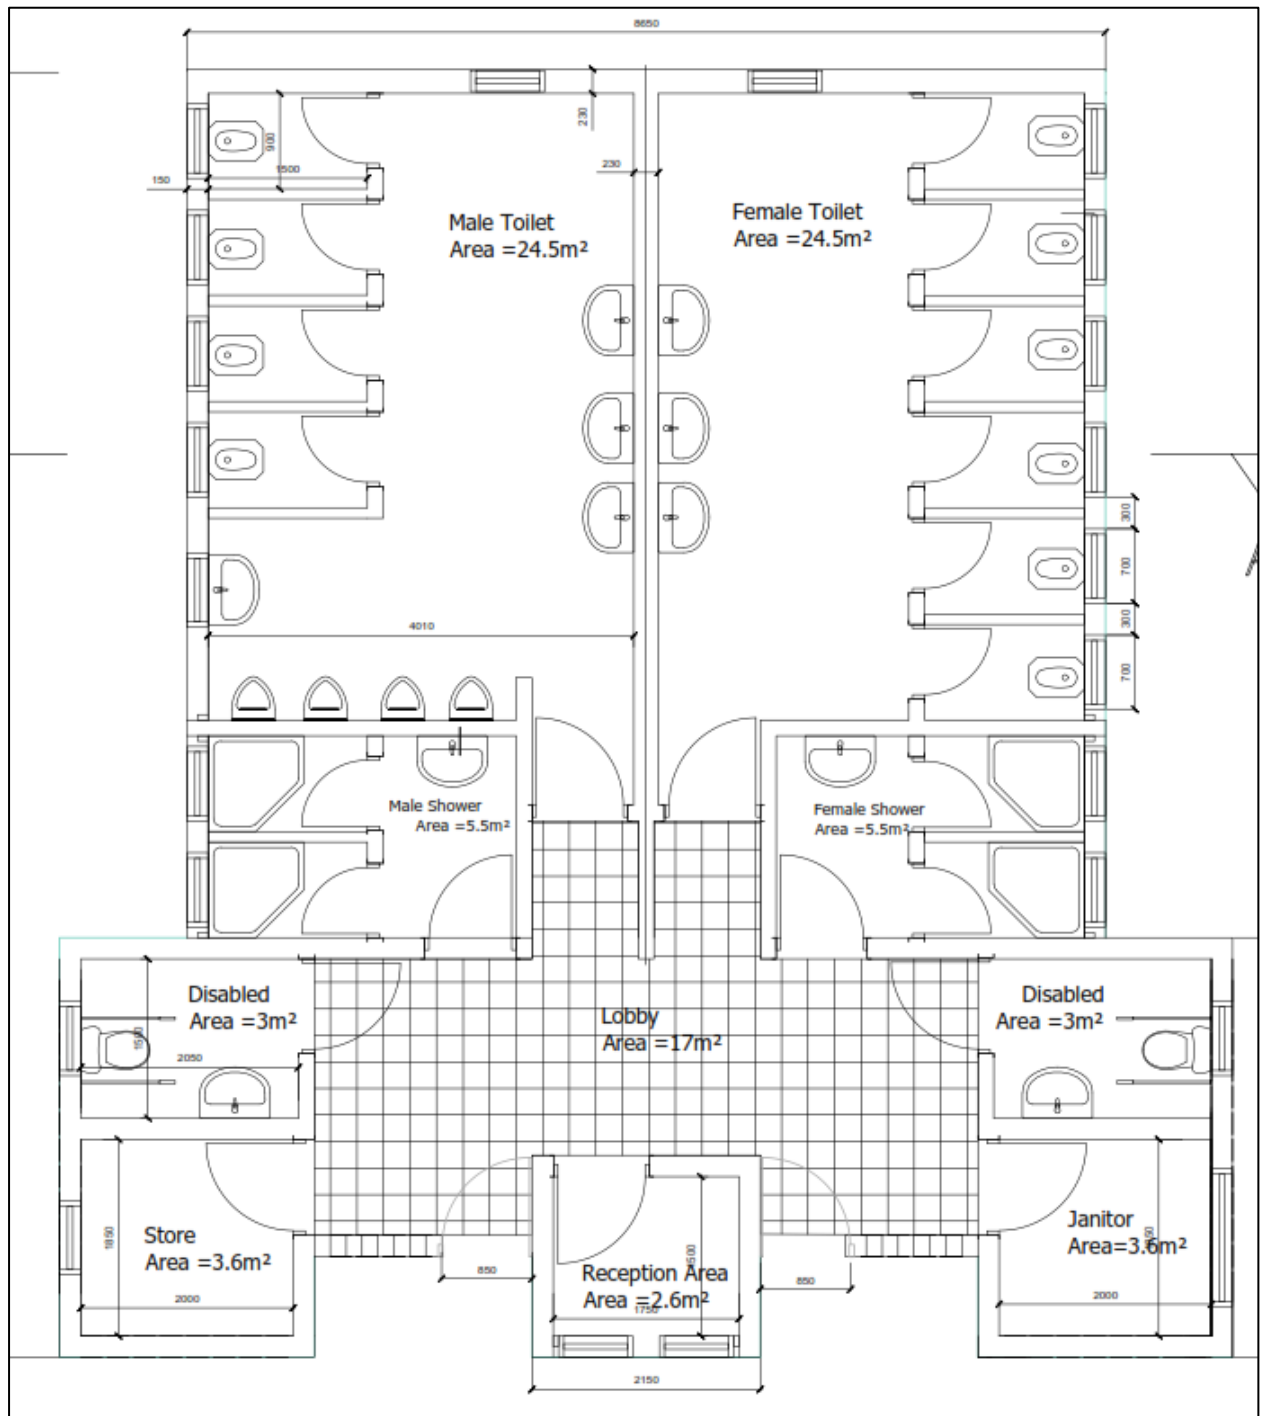 8650
230
900
1500
150
230
Male Toilet
Area =24.5m²
Female Toilet
Area =24.5m²
300
700
300
700
4010
Male Shower
Area =5.5m²
Female Shower
Area =5.5m²
Disabled
Area =3m²
1500
2050
Lobby
Area =17m²
Disabled
Area =3m²
Store
Area =3.6m²
1850
2000
850
Reception Area
Area =2.6m²
1500
1750
850
Janitor
Area=3.6m²
2000
2150